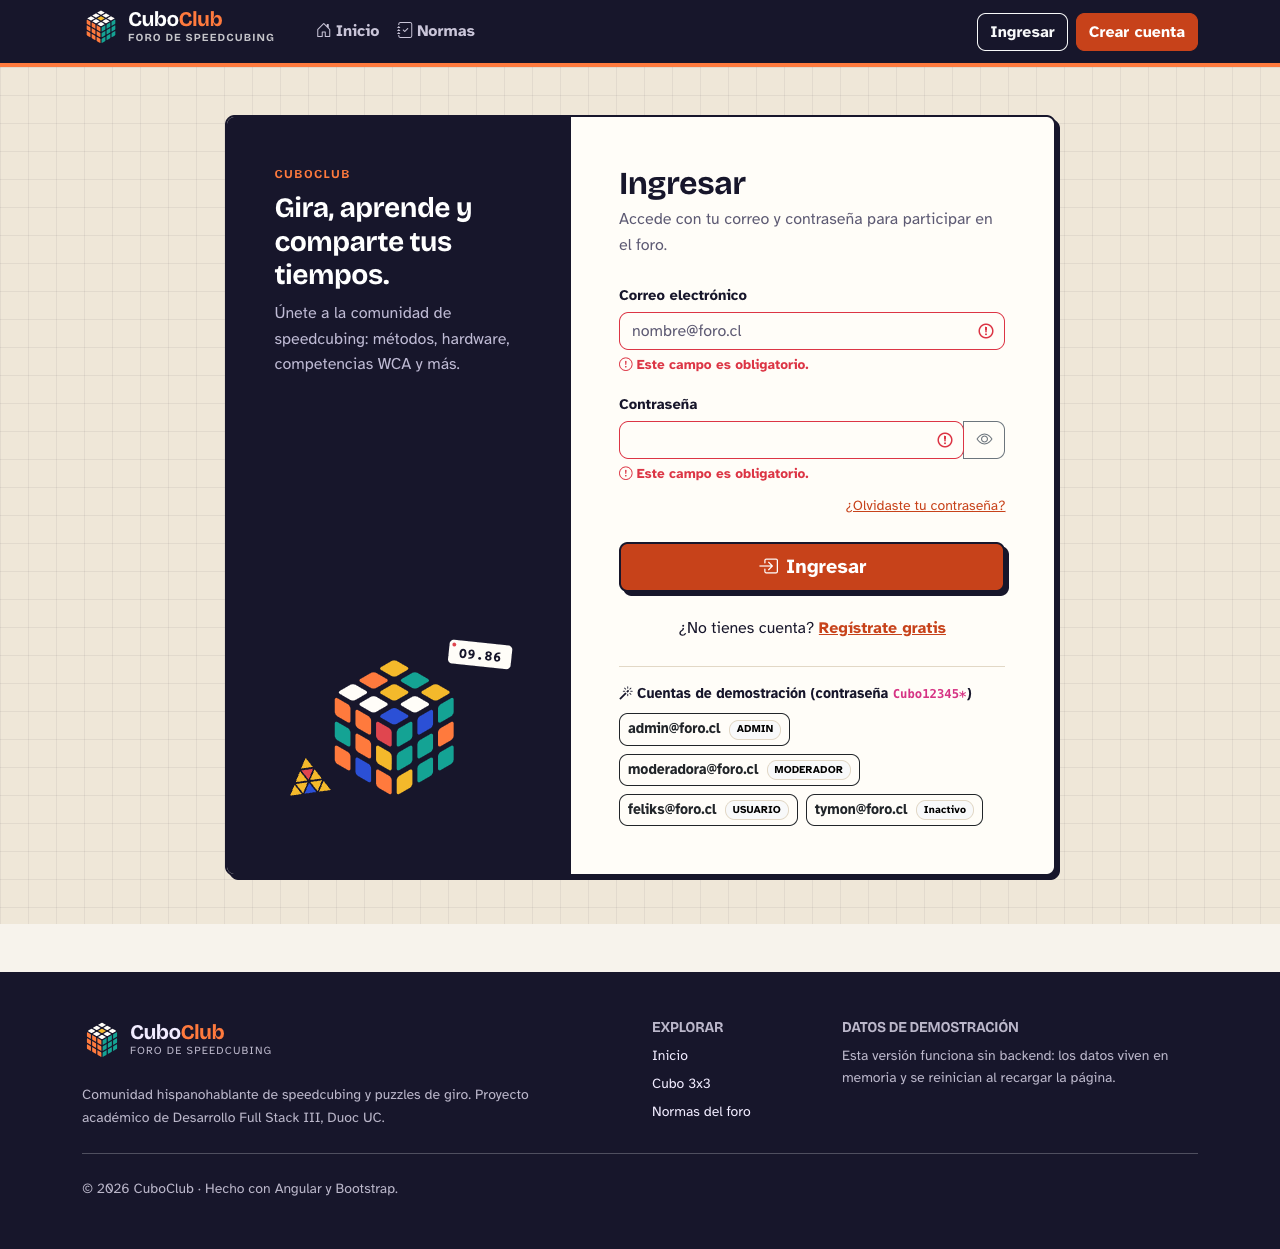 CuboClub
FORO DE SPEEDCUBING
Inicio
Normas
Ingresar
Crear cuenta
CUBOCLUB
Gira, aprende y
comparte tus
tiempos.
Únete a la comunidad de
speedcubing: métodos, hardware,
competencias WCA y más.
09.86
Ingresar
Accede con tu correo y contraseña para participar en
el foro.
Correo electrónico
nombre@foro.cl
Este campo es obligatorio.
Contraseña
Este campo es obligatorio.
¿Olvidaste tu contraseña?
Ingresar
¿No tienes cuenta? Regístrate gratis
Cuentas de demostración (contraseña Cubo12345*)
admin@foro.cl ADMIN
moderadora@foro.cl MODERADOR
feliks@foro.cl USUARIO
tymon@foro.cl Inactivo
CuboClub
FORO DE SPEEDCUBING
Comunidad hispanohablante de speedcubing y puzzles de giro. Proyecto
académico de Desarrollo Full Stack III, Duoc UC.
EXPLORAR
Inicio
Cubo 3x3
Normas del foro
DATOS DE DEMOSTRACIÓN
Esta versión funciona sin backend: los datos viven en
memoria y se reinician al recargar la página.
© 2026 CuboClub · Hecho con Angular y Bootstrap.